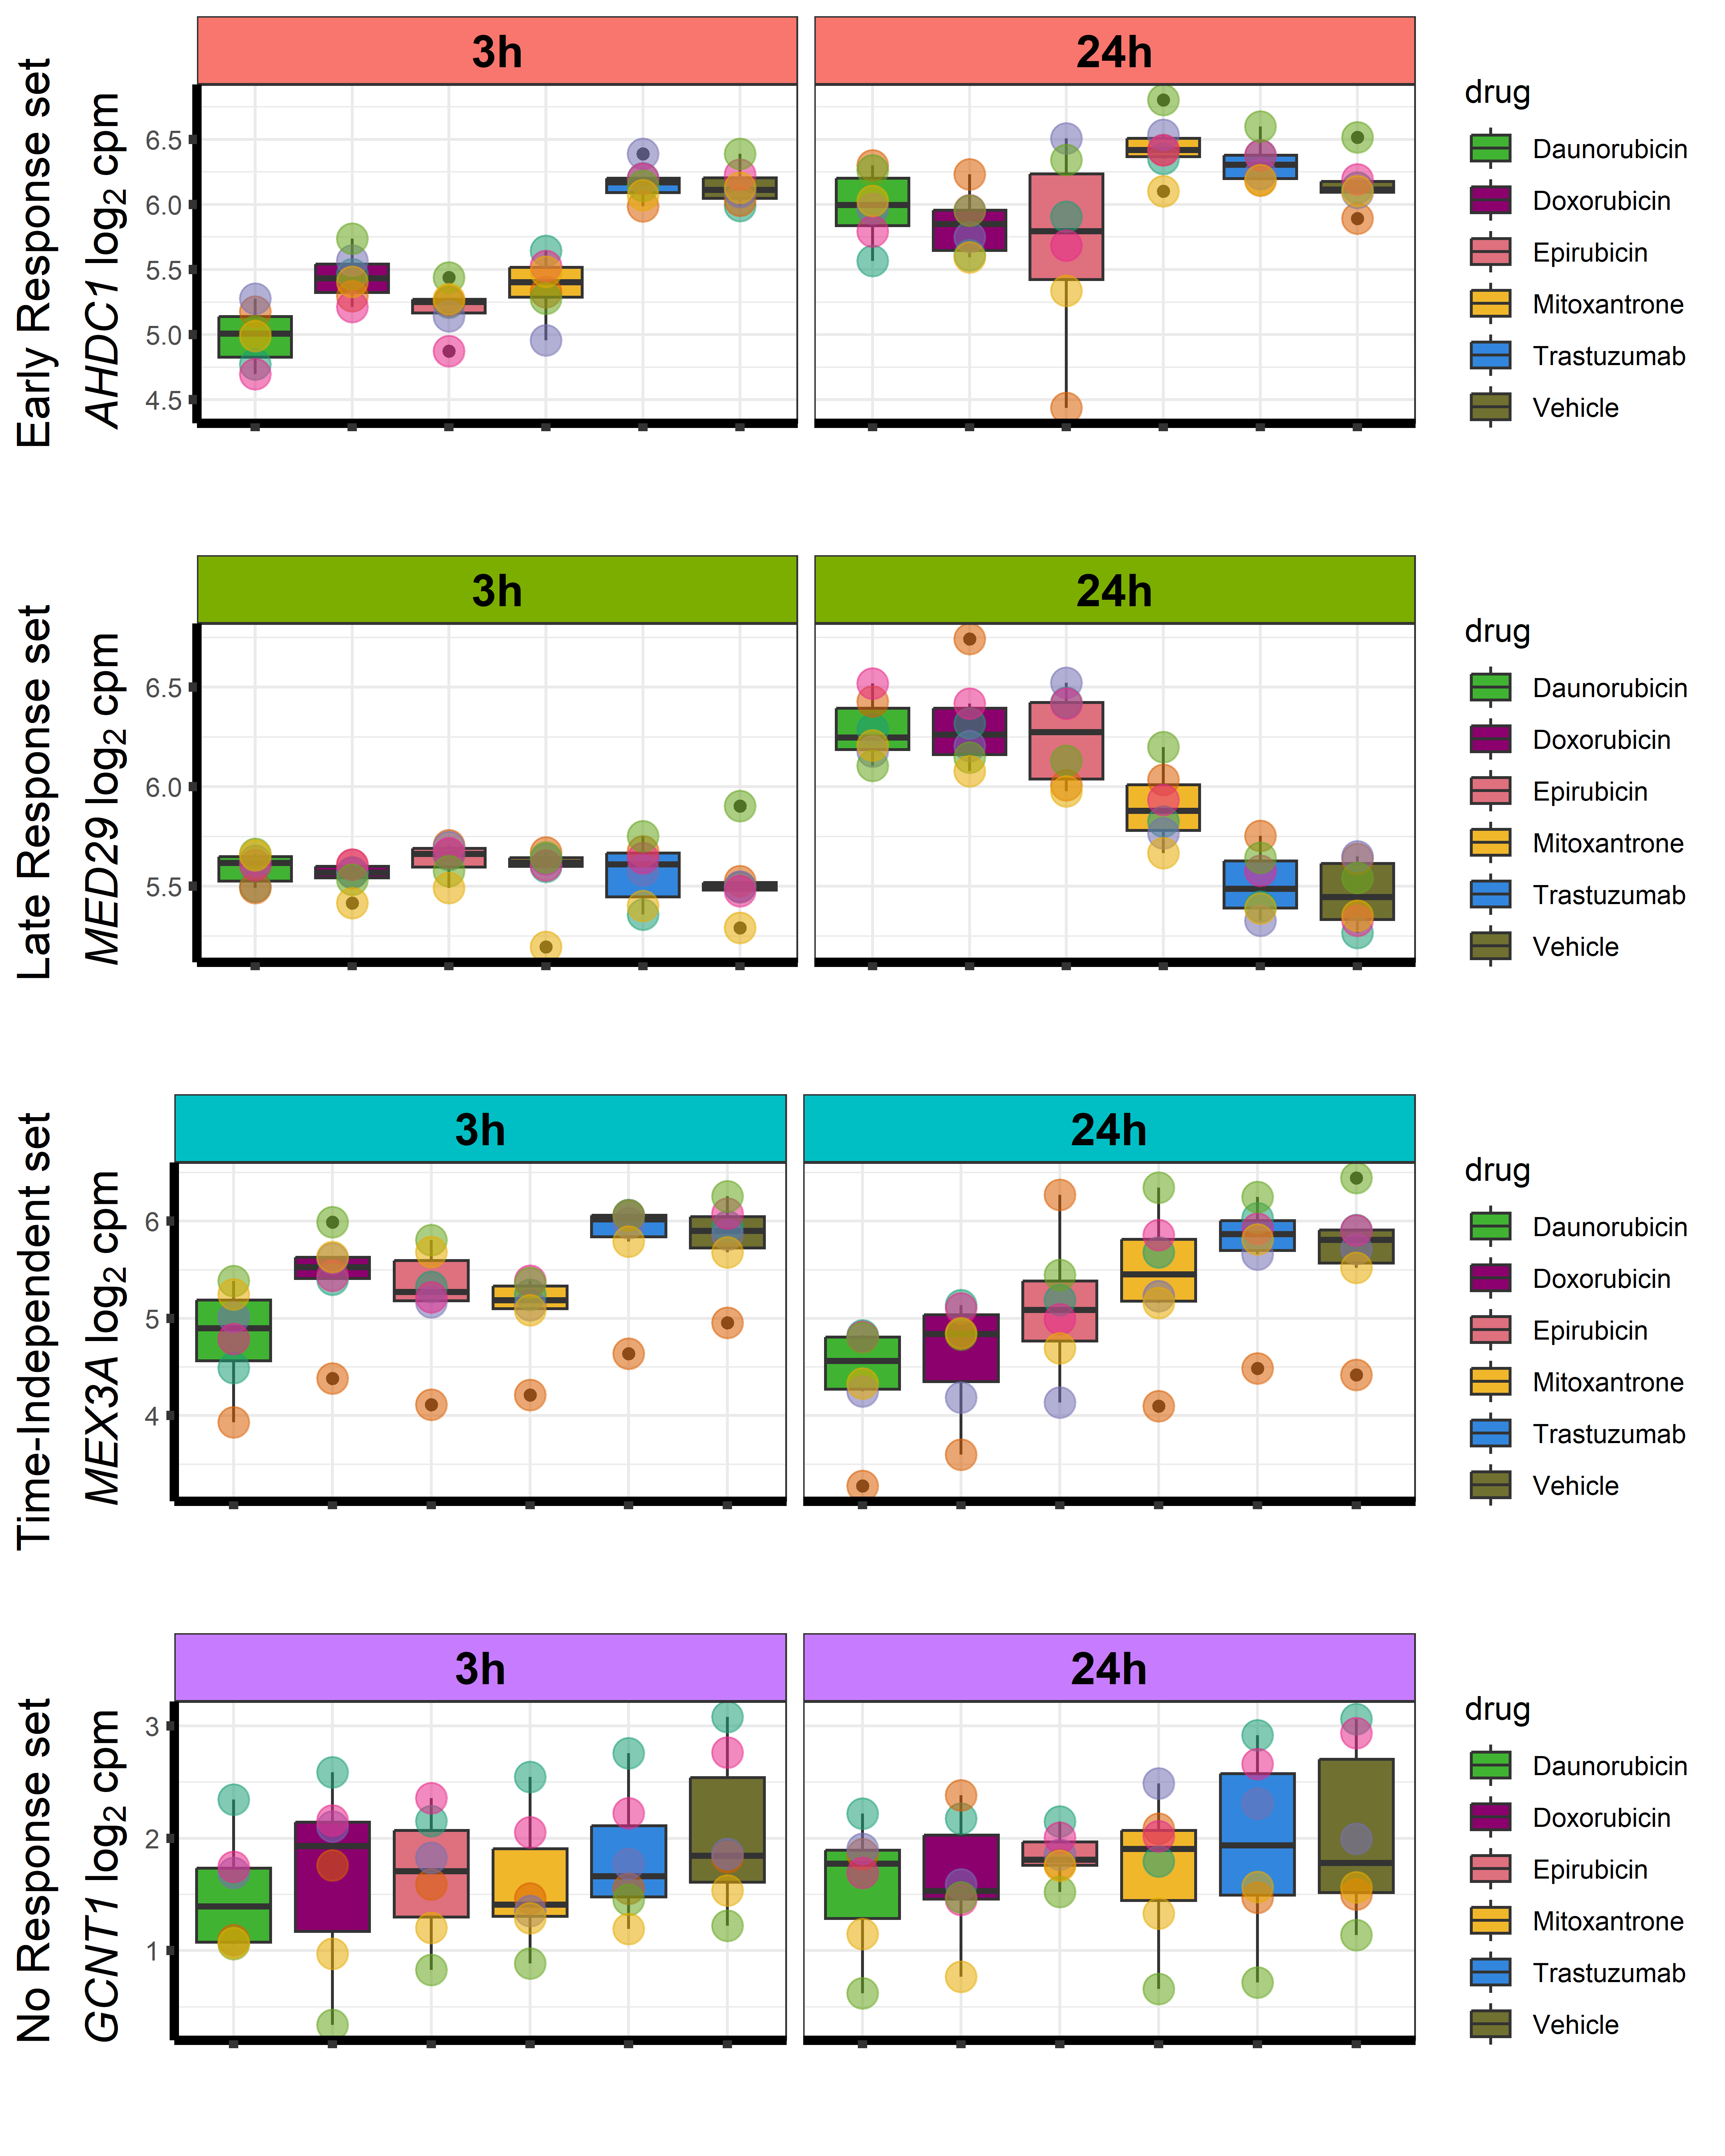 Early Response set
AHDC1 log2 cpm
3h
24h
6.5
6.0
5.5
5.0
4.5
drug
Daunorubicin
Doxorubicin
Epirubicin
Mitoxantrone
Trastuzumab
Vehicle
Late Response set
MED29 log2 cpm
3h
24h
6.5
6.0
5.5
drug
Daunorubicin
Doxorubicin
Epirubicin
Mitoxantrone
Trastuzumab
Vehicle
Time-Independent set
MEX3A log2 cpm
3h
24h
6
5
4
drug
Daunorubicin
Doxorubicin
Epirubicin
Mitoxantrone
Trastuzumab
Vehicle
No Response set
GCNT1 log2 cpm
3h
24h
3
2
1
drug
Daunorubicin
Doxorubicin
Epirubicin
Mitoxantrone
Trastuzumab
Vehicle